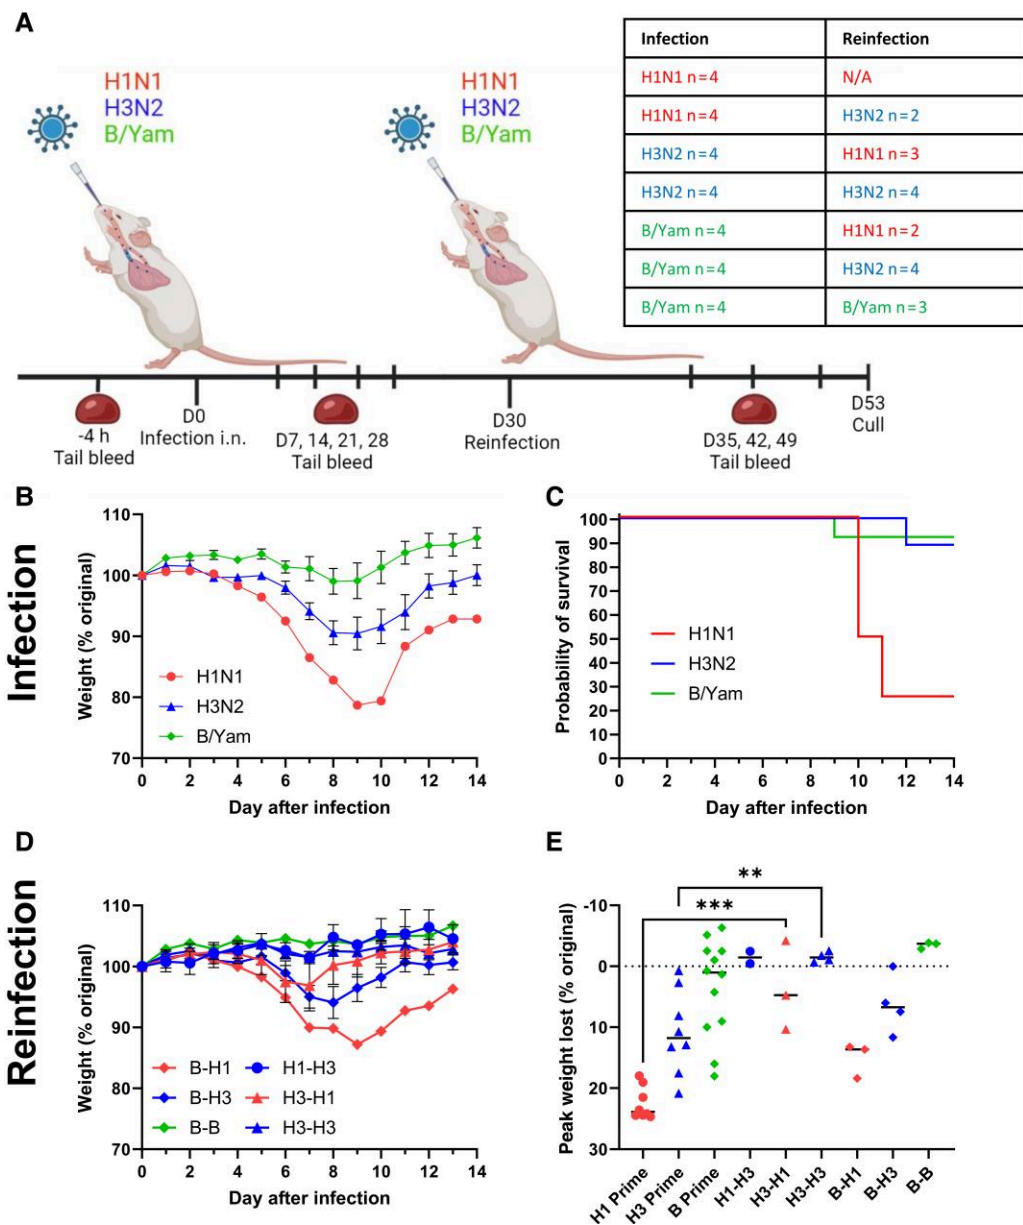 A
H1N1
H3N2
B/Yam
H1N1
H3N2
B/Yam
Infection Reinfection
H1N1 n=4 N/A
H1N1 n=4 H3N2 n=2
H3N2 n=4 H1N1 n=3
H3N2 n=4 H3N2 n=4
B/Yam n=4 H1N1 n=2
B/Yam n=4 H3N2 n=4
B/Yam n=4 B/Yam n=3
-4 h
Tail bleed
D0
Infection i.n.
D7, 14, 21, 28
Tail bleed
D30
Reinfection
D35, 42, 49
Tail bleed
D53
Cull
Infection
B
Weight (% original)
110
100
90
80
70
H1N1
H3N2
B/Yam
0 2 4 6 8 10 12 14
Day after infection
C
Probability of survival
100
90
80
70
60
50
40
30
20
10
0
H1N1
H3N2
B/Yam
0 2 4 6 8 10 12 14
Day after infection
Reinfection
D
Weight (% original)
110
100
90
80
70
B-H1 H1-H3
B-H3 H3-H1
B-B H3-H3
0 2 4 6 8 10 12 14
Day after infection
E
Peak weight lost (% original)
-10
0
10
20
30
**
***
H1 Prime
H3 Prime
B Prime
H1-H3
H3-H1
H3-H3
B-H1
B-H3
B-B